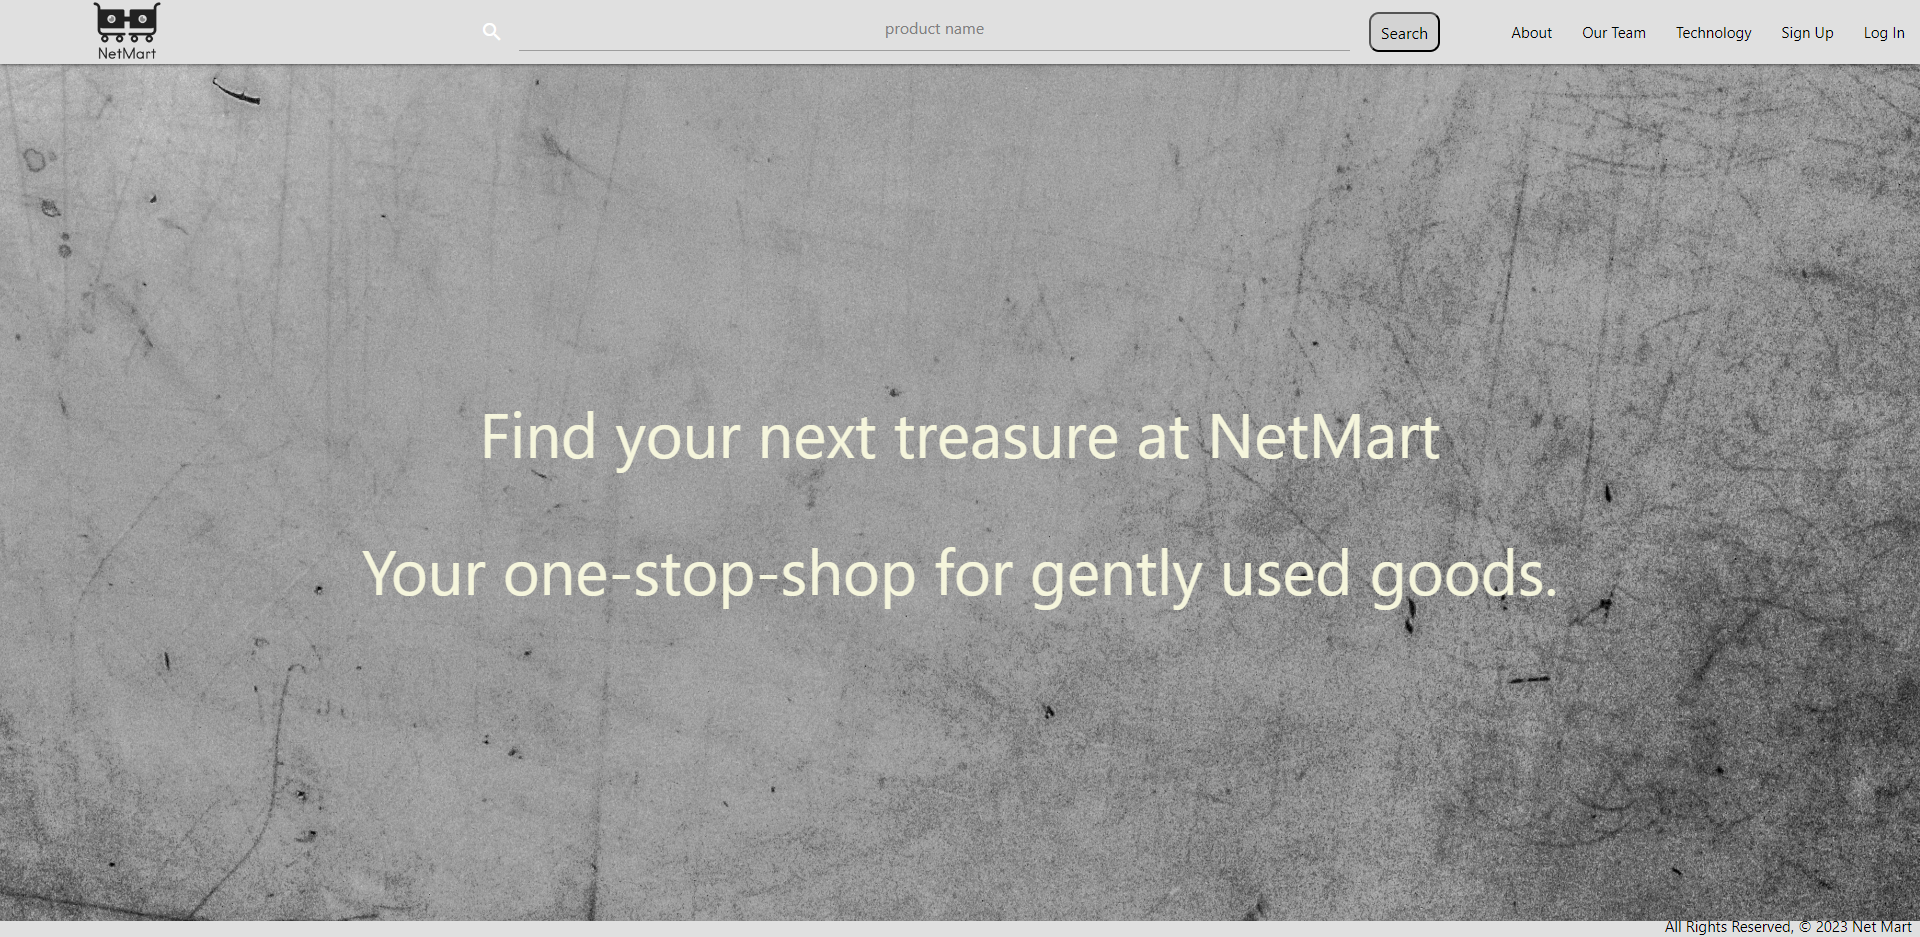 NetMart
product name
Search
About
Our Team
Technology
Sign Up
Log In
Find your next treasure at NetMart
Your one-stop-shop for gently used goods.
All Rights Reserved, © 2023 Net Mart